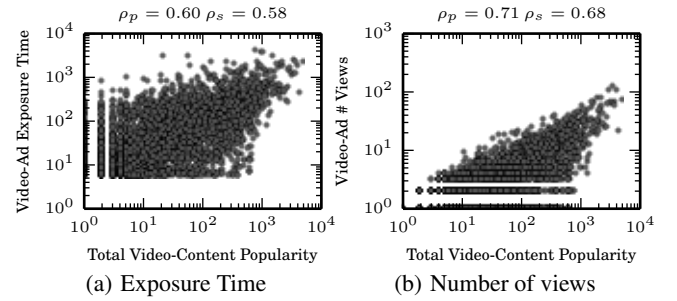 ρp = 0.60 ρs = 0.58
ρp = 0.71 ρs = 0.68
Video-Ad Exposure Time
10^4
10^3
10^2
10^1
10^0
10^0 10^1 10^2 10^3 10^4
Total Video-Content Popularity
(a) Exposure Time
Video-Ad # Views
10^3
10^2
10^1
10^0
10^0 10^1 10^2 10^3 10^4
Total Video-Content Popularity
(b) Number of views